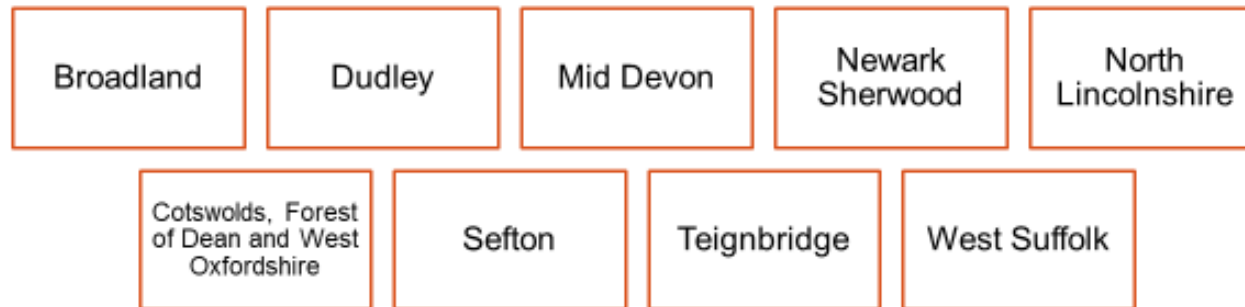 Broadland
Dudley
Mid Devon
Newark
Sherwood
North
Lincolnshire
Cotswolds, Forest
of Dean and West
Oxfordshire
Sefton
Teignbridge
West Suffolk